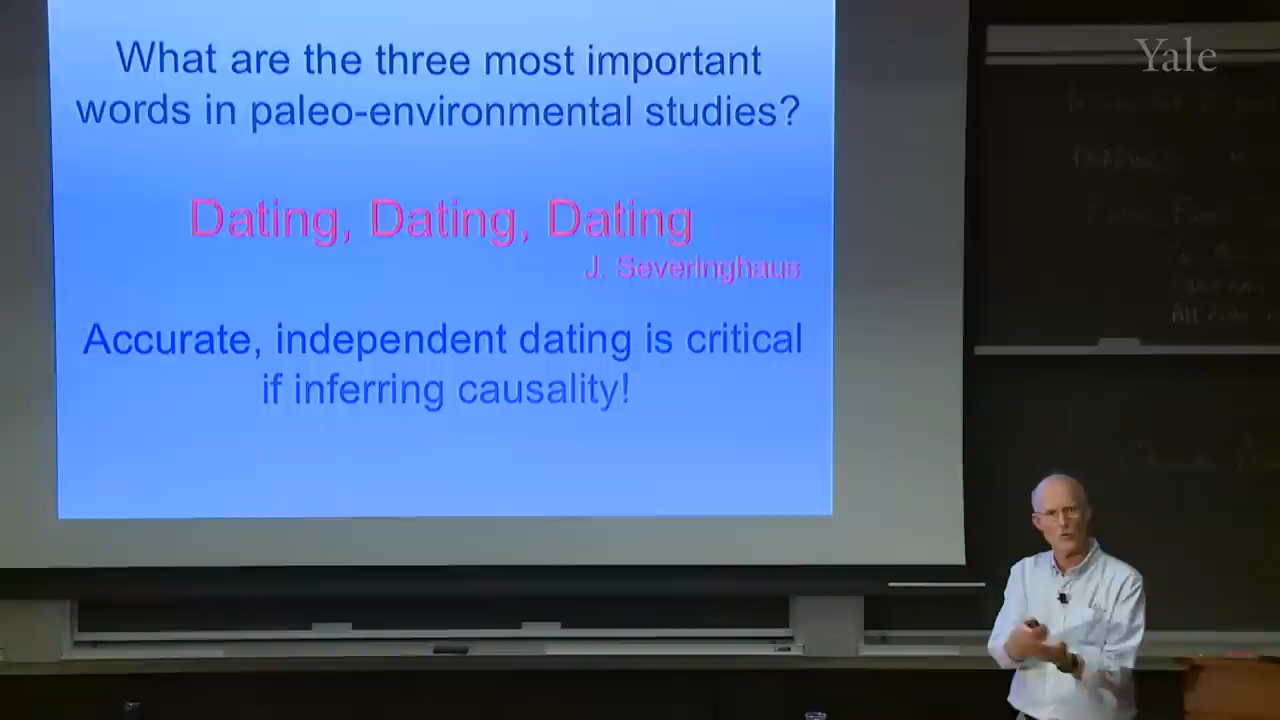 What are the three most important
words in paleo-environmental studies?
Dating, Dating, Dating
J. Severinghaus
Accurate, independent dating is critical
if inferring causality!
Yale